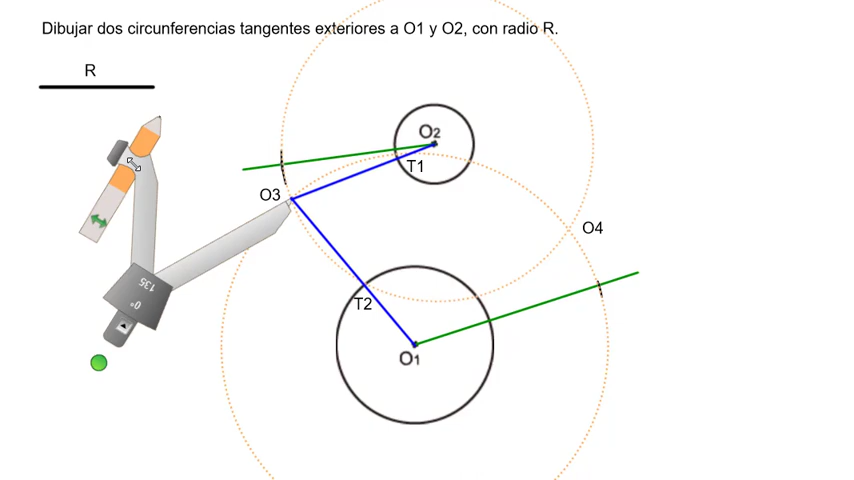 Dibujar dos circunferencias tangentes exteriores a O1 y O2, con radio R.
R
O2
T1
O3
O4
135
0°
T2
O1